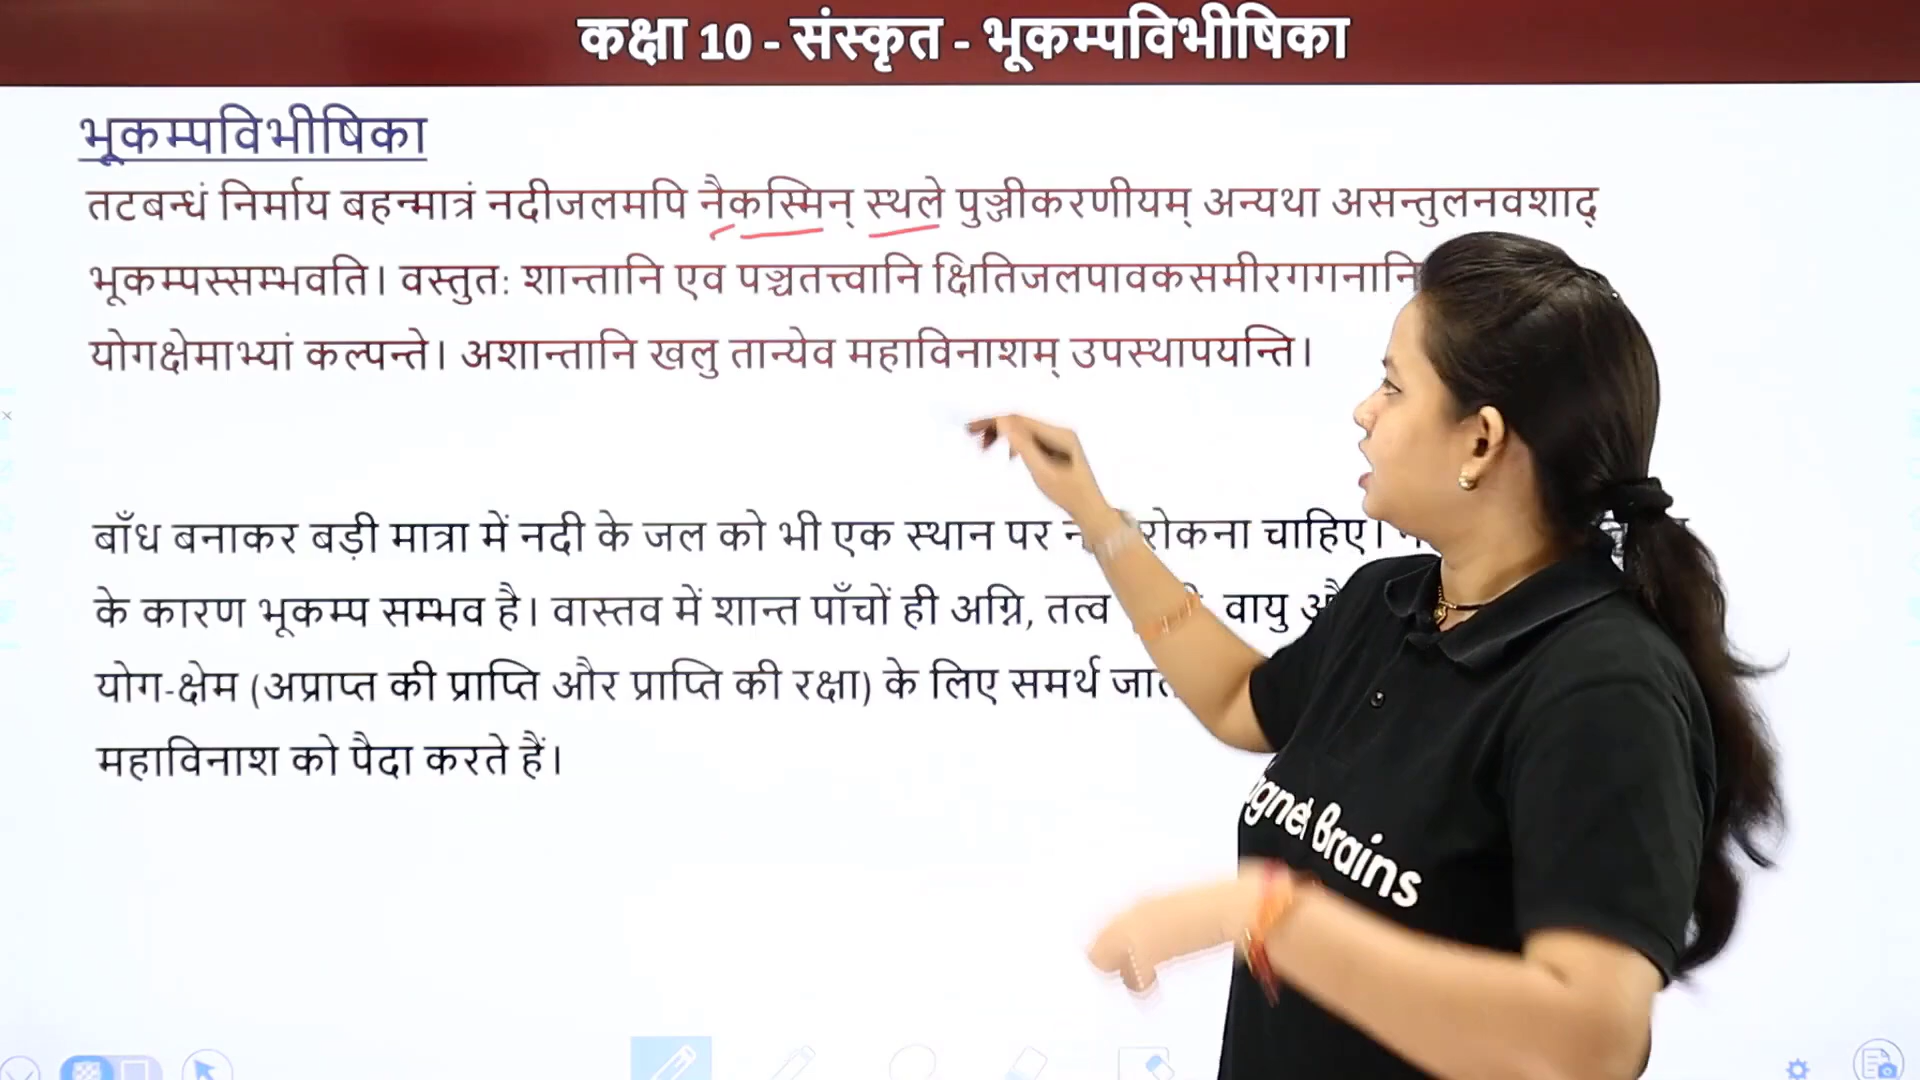 कक्षा 10 - संस्कृत - भूकम्पविभीषिका
भूकम्पविभीषिका
तटबन्धं निर्माय बहन्मात्रं नदीजलमपि नैकस्मिन् स्थले पुञ्जीकरणीयम् अन्यथा असन्तुलनवशाद्
भूकम्पस्सम्भवति। वस्तुतः शान्तानि एव पञ्चतत्त्वानि क्षितिजलपावकसमीरगगनानि
योगक्षेमाभ्यां कल्पन्ते। अशान्तानि खलु तान्येव महाविनाशम् उपस्थापयन्ति।
बाँध बनाकर बड़ी मात्रा में नदी के जल को भी एक स्थान पर रोकना चाहिए।
के कारण भूकम्प सम्भव है। वास्तव में शान्त पाँचों ही अग्नि, तत्व वायु
योग-क्षेम (अप्राप्त की प्राप्ति और प्राप्ति की रक्षा) के लिए समर्थ
महाविनाश को पैदा करते हैं।
gnet Brains